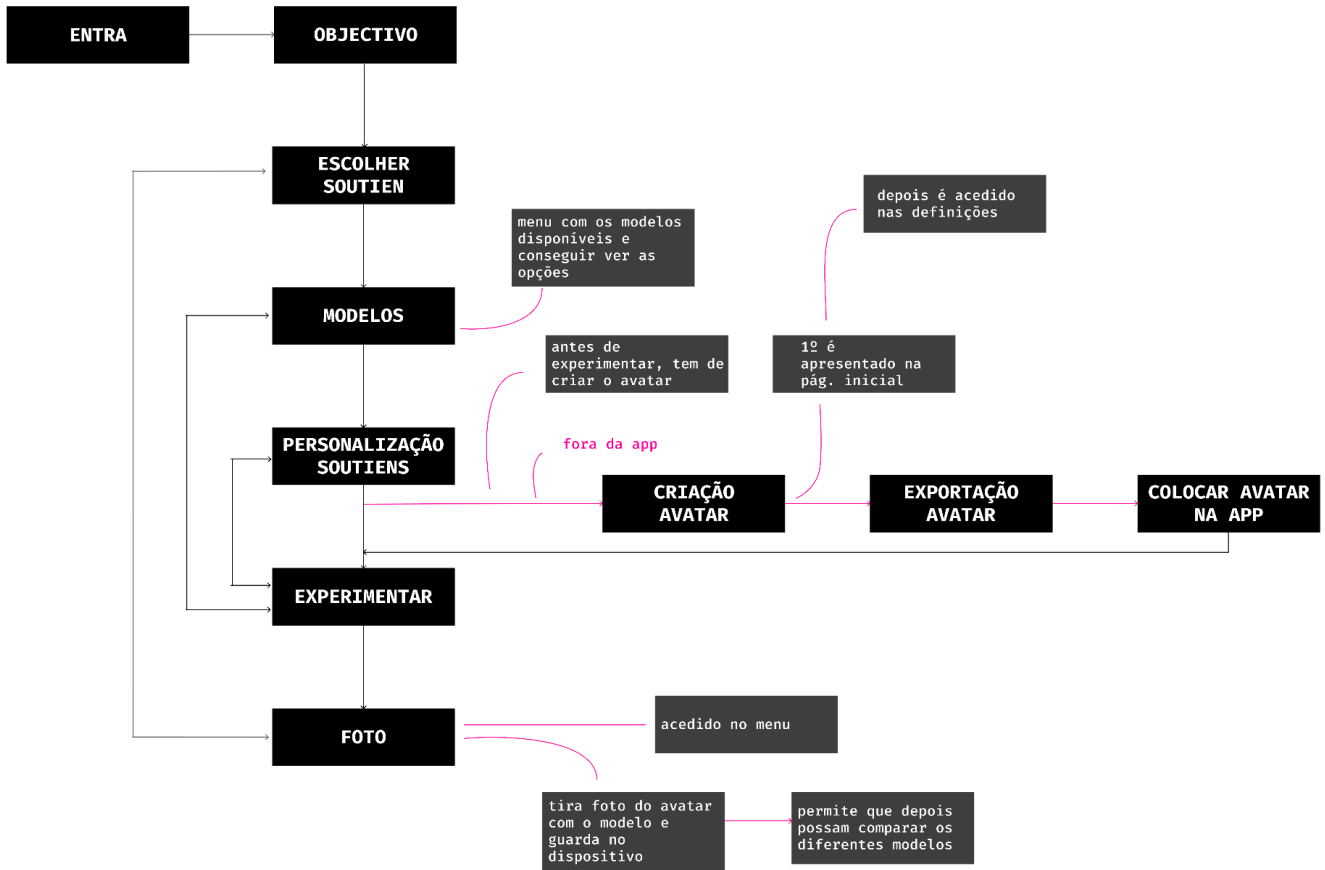 ENTRA
OBJECTIVO
ESCOLHER
SOUTIEN
depois é acedido
nas definições
menu com os modelos
disponíveis e
conseguir ver as
opções
MODELOS
antes de
experimentar, tem de
criar o avatar
1º é
apresentado na
pág. inicial
PERSONALIZAÇÃO
SOUTIENS
fora da app
CRIAÇÃO
AVATAR
EXPORTAÇÃO
AVATAR
COLOCAR AVATAR
NA APP
EXPERIMENTAR
FOTO
acedido no menu
tira foto do avatar
com o modelo e
guarda no
dispositivo
permite que depois
possam comparar os
diferentes modelos